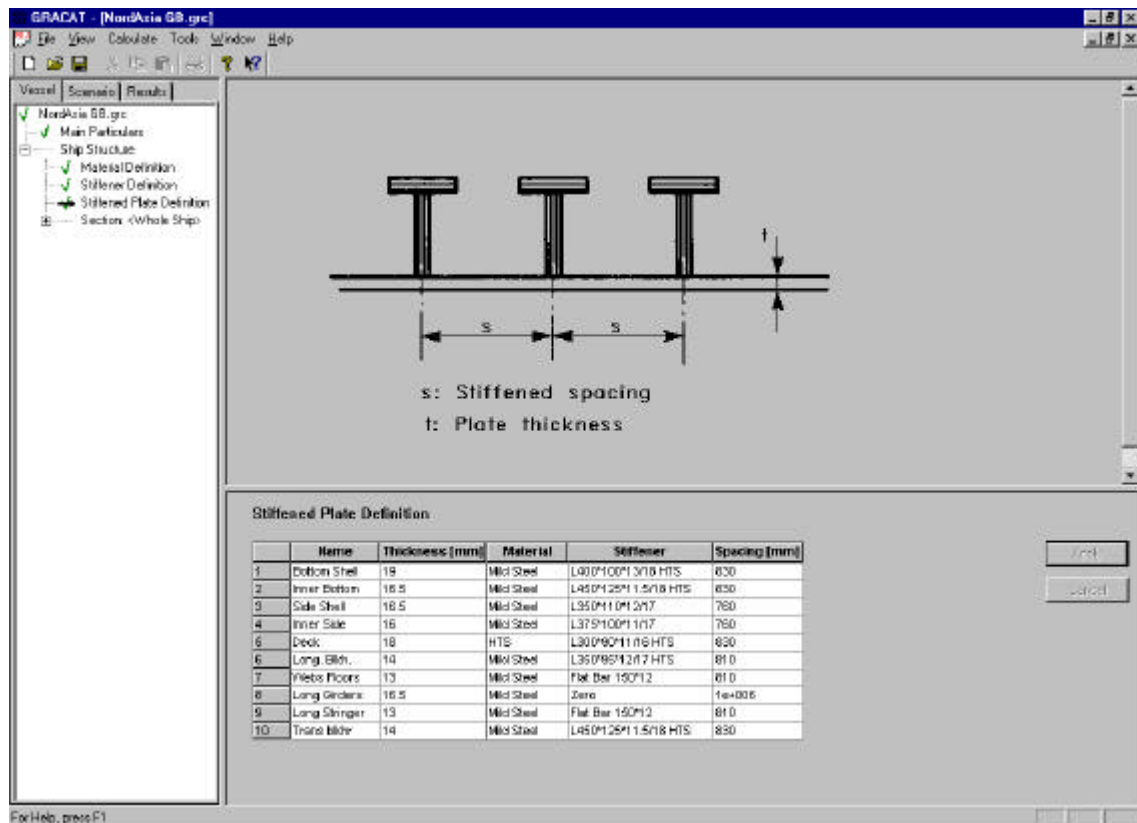 GRACAT - [NordAsia GB.grc]
File View Calculate Tools Window Help
Vessel Scenario Results
NordAsia GB.grc
Main Particulars
Ship Structure
Material Definition
Stiffener Definition
Stiffened Plate Definition
Section: <Whole Ship>
t
s s
s: Stiffened spacing
t: Plate thickness
Stiffened Plate Definition
Name Thickness [mm] Material Stiffener Spacing [mm]
1 Bottom Shell 19 Mild Steel L400*100*13/18 HTS 830
2 Inner Bottom 16.5 Mild Steel L450*125*11.5/18 HTS 830
3 Side Shell 16.5 Mild Steel L350*110*12/17 760
4 Inner Side 16 Mild Steel L375*100*11/17 760
5 Deck 18 HTS L300*90*11/16 HTS 830
6 Long. Blkh. 14 Mild Steel 12/17 HTS 810
7 Webs Floors 13 Mild Steel Flat Bar 150*12 810
8 Long Girders 16.5 Mild Steel Zero 1e+006
9 Long Stringer 13 Mild Steel Flat Bar 150*12 810
10 Trans blkhr 14 Mild Steel L450*125*11.5/18 HTS 830
Cancel
For Help, press F1